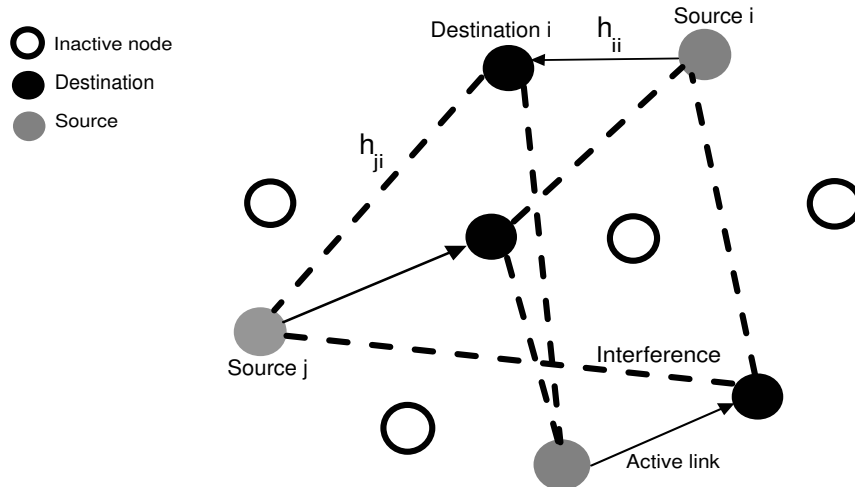 Inactive node
Destination
Source
Destination i
Source i
h_ii
h_ji
Source j
Interference
Active link